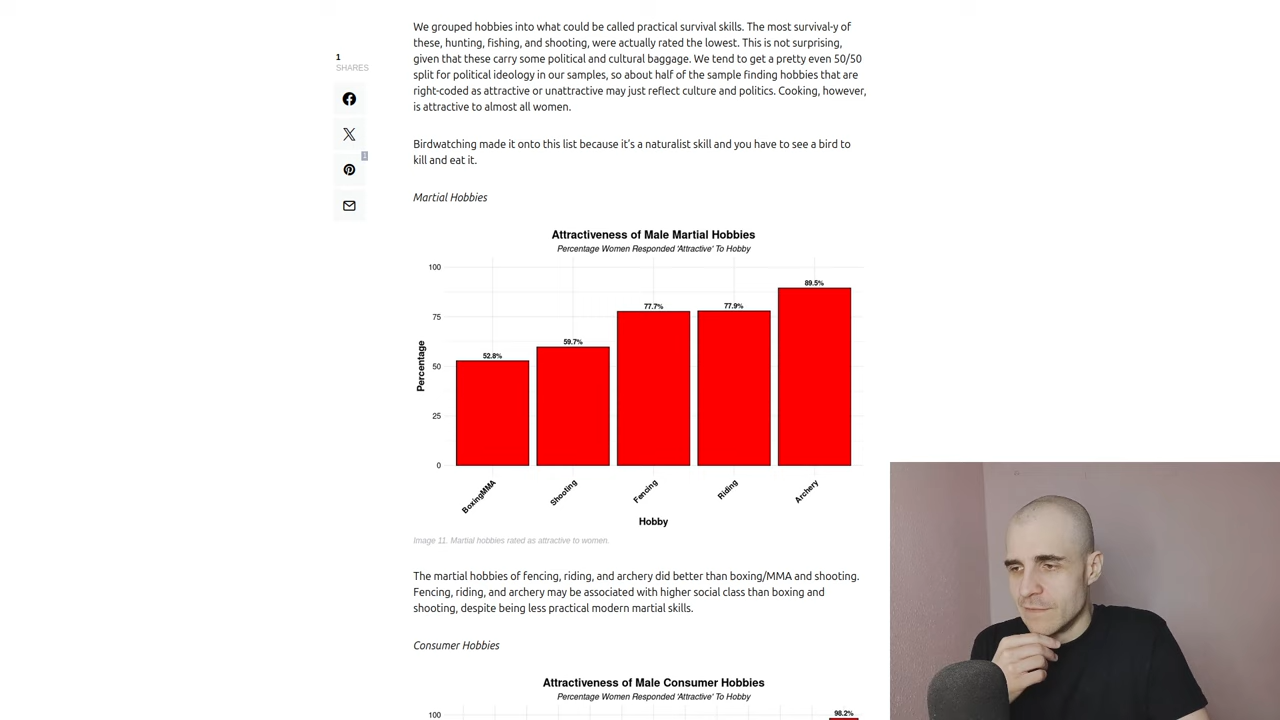 We grouped hobbies into what could be called practical survival skills. The most survival-y of
these, hunting, fishing, and shooting, were actually rated the lowest. This is not surprising,
given that these carry some political and cultural baggage. We tend to get a pretty even 50/50
split for political ideology in our samples, so about half of the sample finding hobbies that are
right-coded as attractive or unattractive may just reflect culture and politics. Cooking, however,
is attractive to almost all women.
1
SHARES
Birdwatching made it onto this list because it's a naturalist skill and you have to see a bird to
kill and eat it.
Martial Hobbies
Attractiveness of Male Martial Hobbies
Percentage Women Responded 'Attractive' To Hobby
Percentage
100
75
50
25
0
52.8%
59.7%
77.7%
77.9%
89.5%
BoxingMMA
Shooting
Fencing
Riding
Archery
Hobby
Image 11. Martial hobbies rated as attractive to women.
The martial hobbies of fencing, riding, and archery did better than boxing/MMA and shooting.
Fencing, riding, and archery may be associated with higher social class than boxing and
shooting, despite being less practical modern martial skills.
Consumer Hobbies
Attractiveness of Male Consumer Hobbies
Percentage Women Responded 'Attractive' To Hobby
100
98.2%